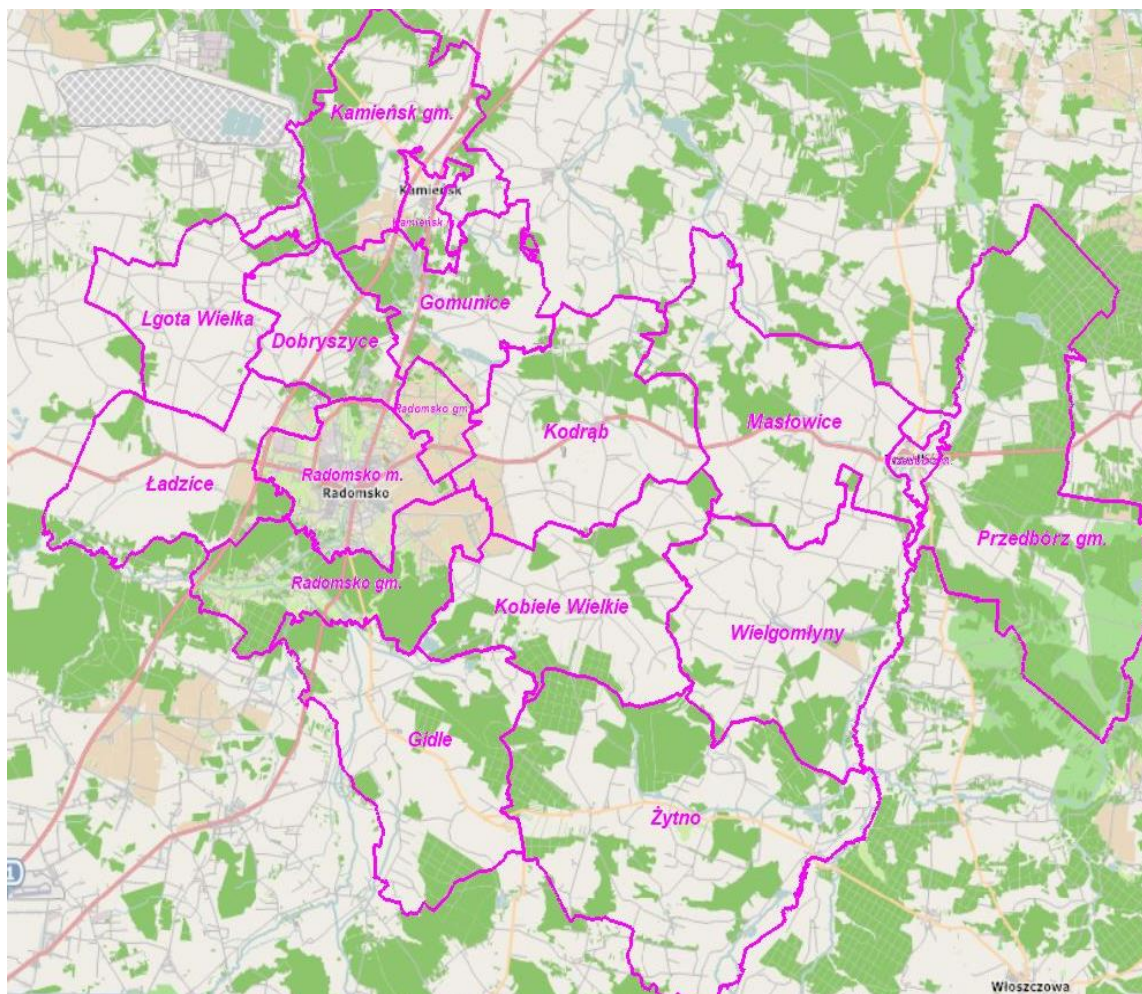 Kamieńsk gm.
Kamieńsk
Kamieńsk
Gomunice
Lgota Wielka
Dobryszyce
Radomsko gm.
Masłowice
Kodrąb
Radomsko m.
Ładzice
Radomsko
Przedbórz gm.
Radomsko gm.
Kobiele Wielkie
Wielgomłyny
Gidle
Żytno
1
Włoszczowa